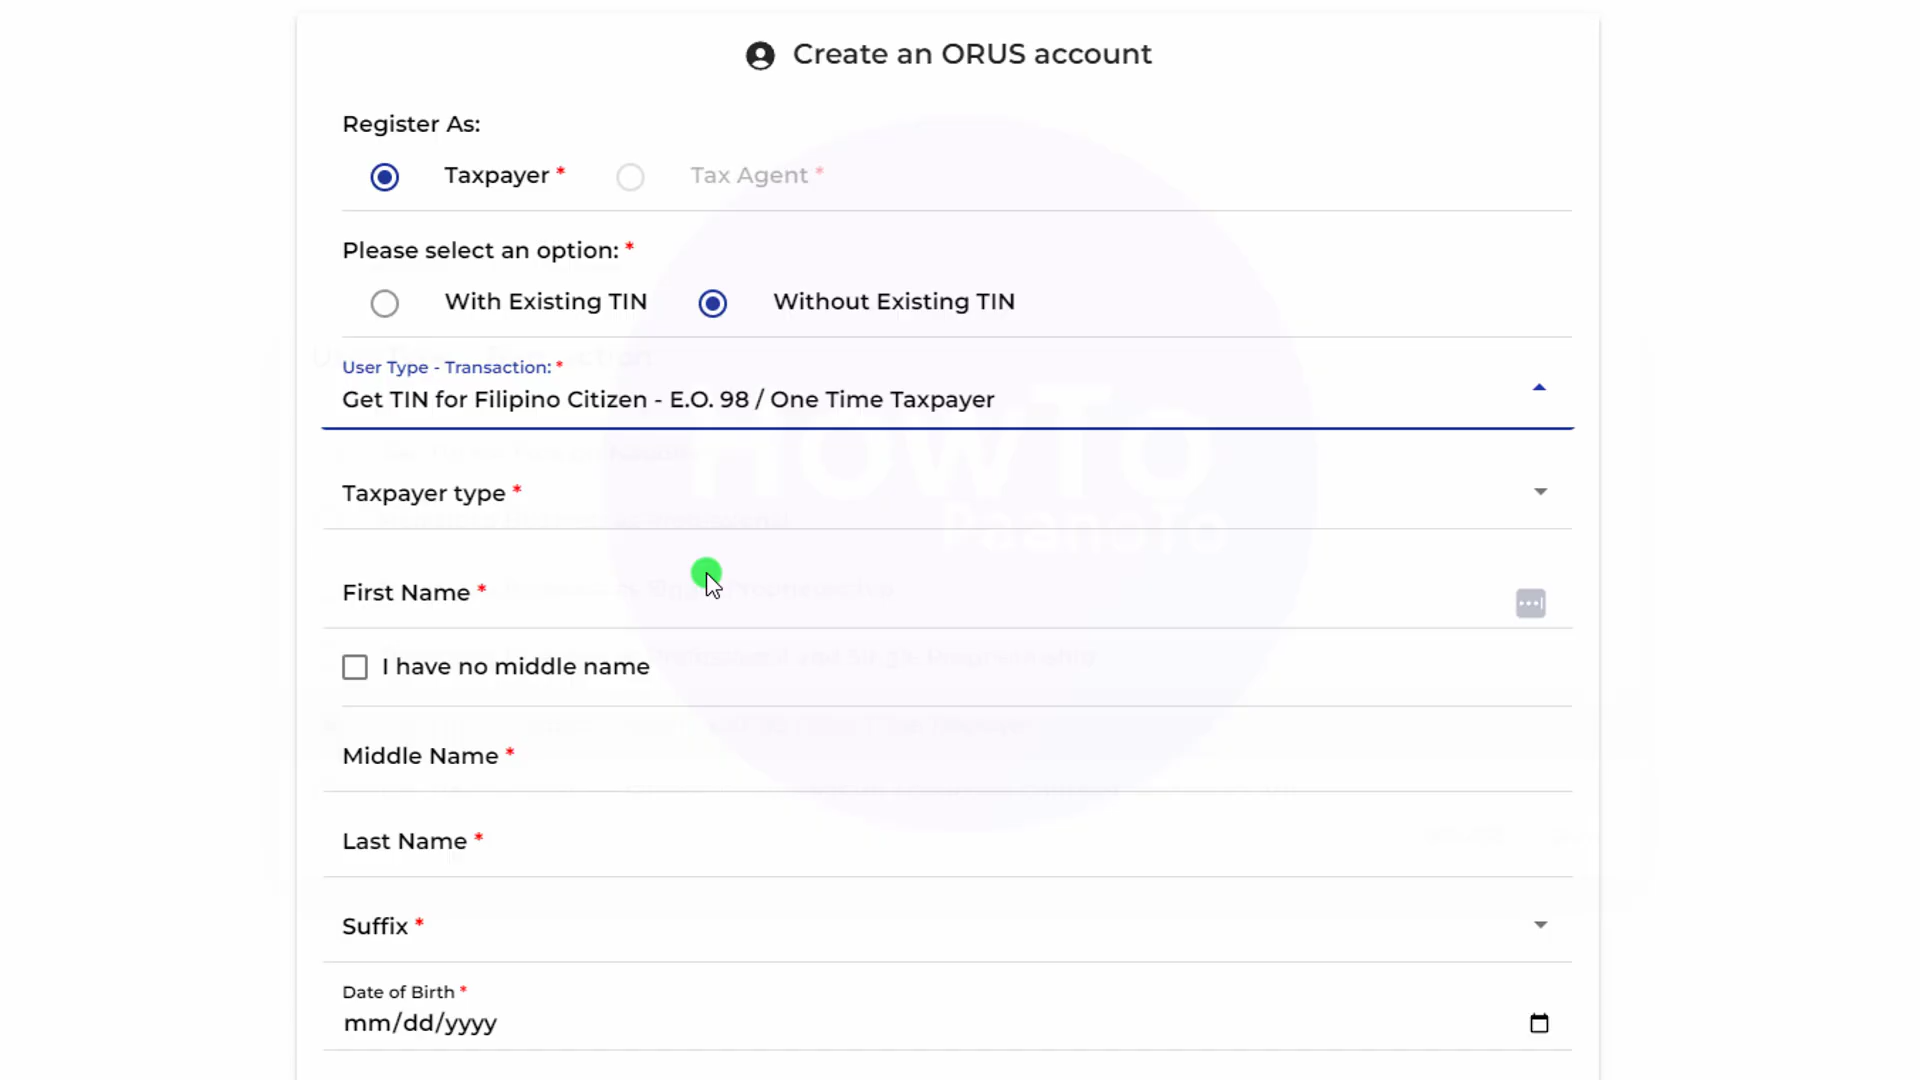 Create an ORUS account
Register As:
Taxpayer * Tax Agent *
Please select an option: *
With Existing TIN Without Existing TIN
User Type - Transaction: *
Get TIN for Filipino Citizen - E.O. 98 / One Time Taxpayer
HowTo
PaanoTo
Taxpayer type *
First Name *
I have no middle name
Middle Name *
Last Name *
Suffix *
Date of Birth *
mm/dd/yyyy